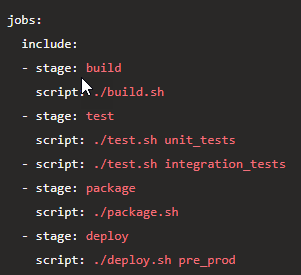 jobs:
  include:
  - stage: build
    script: ./build.sh
  - stage: test
    script: ./test.sh unit_tests
  - script: ./test.sh integration_tests
  - stage: package
    script: ./package.sh
  - stage: deploy
    script: ./deploy.sh pre_prod